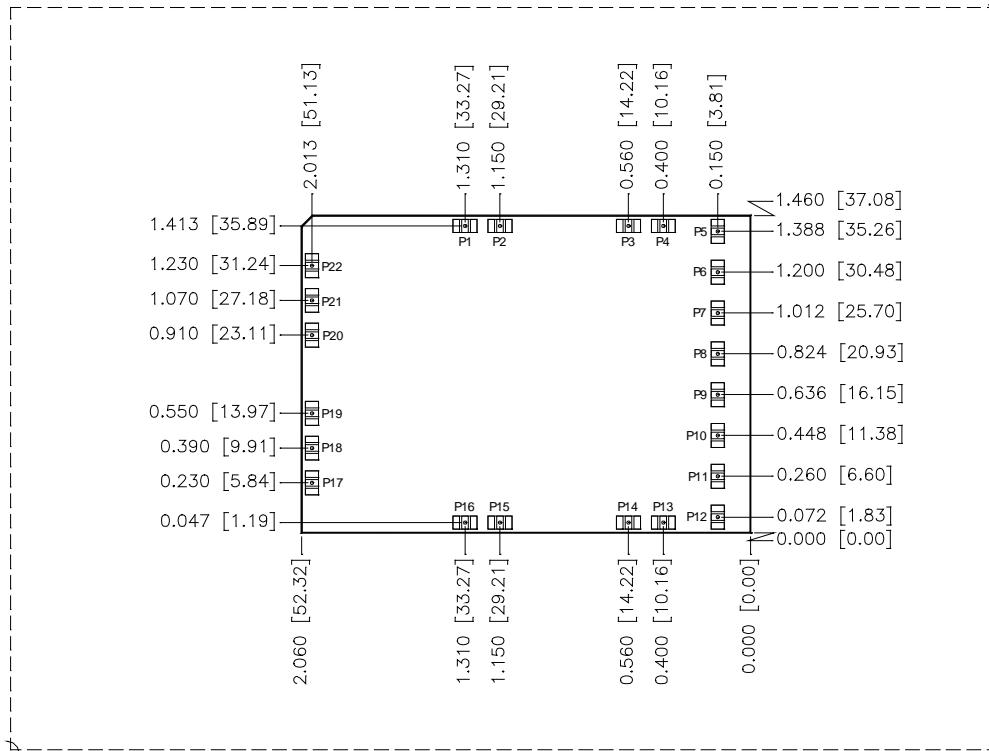 2.013 [51.13]
1.310 [33.27]
1.150 [29.21]
0.560 [14.22]
0.400 [10.16]
0.150 [3.81]
1.413 [35.89]
1.230 [31.24]
1.070 [27.18]
0.910 [23.11]
0.550 [13.97]
0.390 [9.91]
0.230 [5.84]
0.047 [1.19]
P1
P2
P3
P4
P22
P21
P20
P19
P18
P17
P5
P6
P7
P8
P9
P10
P11
P12
P16
P15
P14
P13
1.460 [37.08]
1.388 [35.26]
1.200 [30.48]
1.012 [25.70]
0.824 [20.93]
0.636 [16.15]
0.448 [11.38]
0.260 [6.60]
0.072 [1.83]
0.000 [0.00]
2.060 [52.32]
1.310 [33.27]
1.150 [29.21]
0.560 [14.22]
0.400 [10.16]
0.000 [0.00]